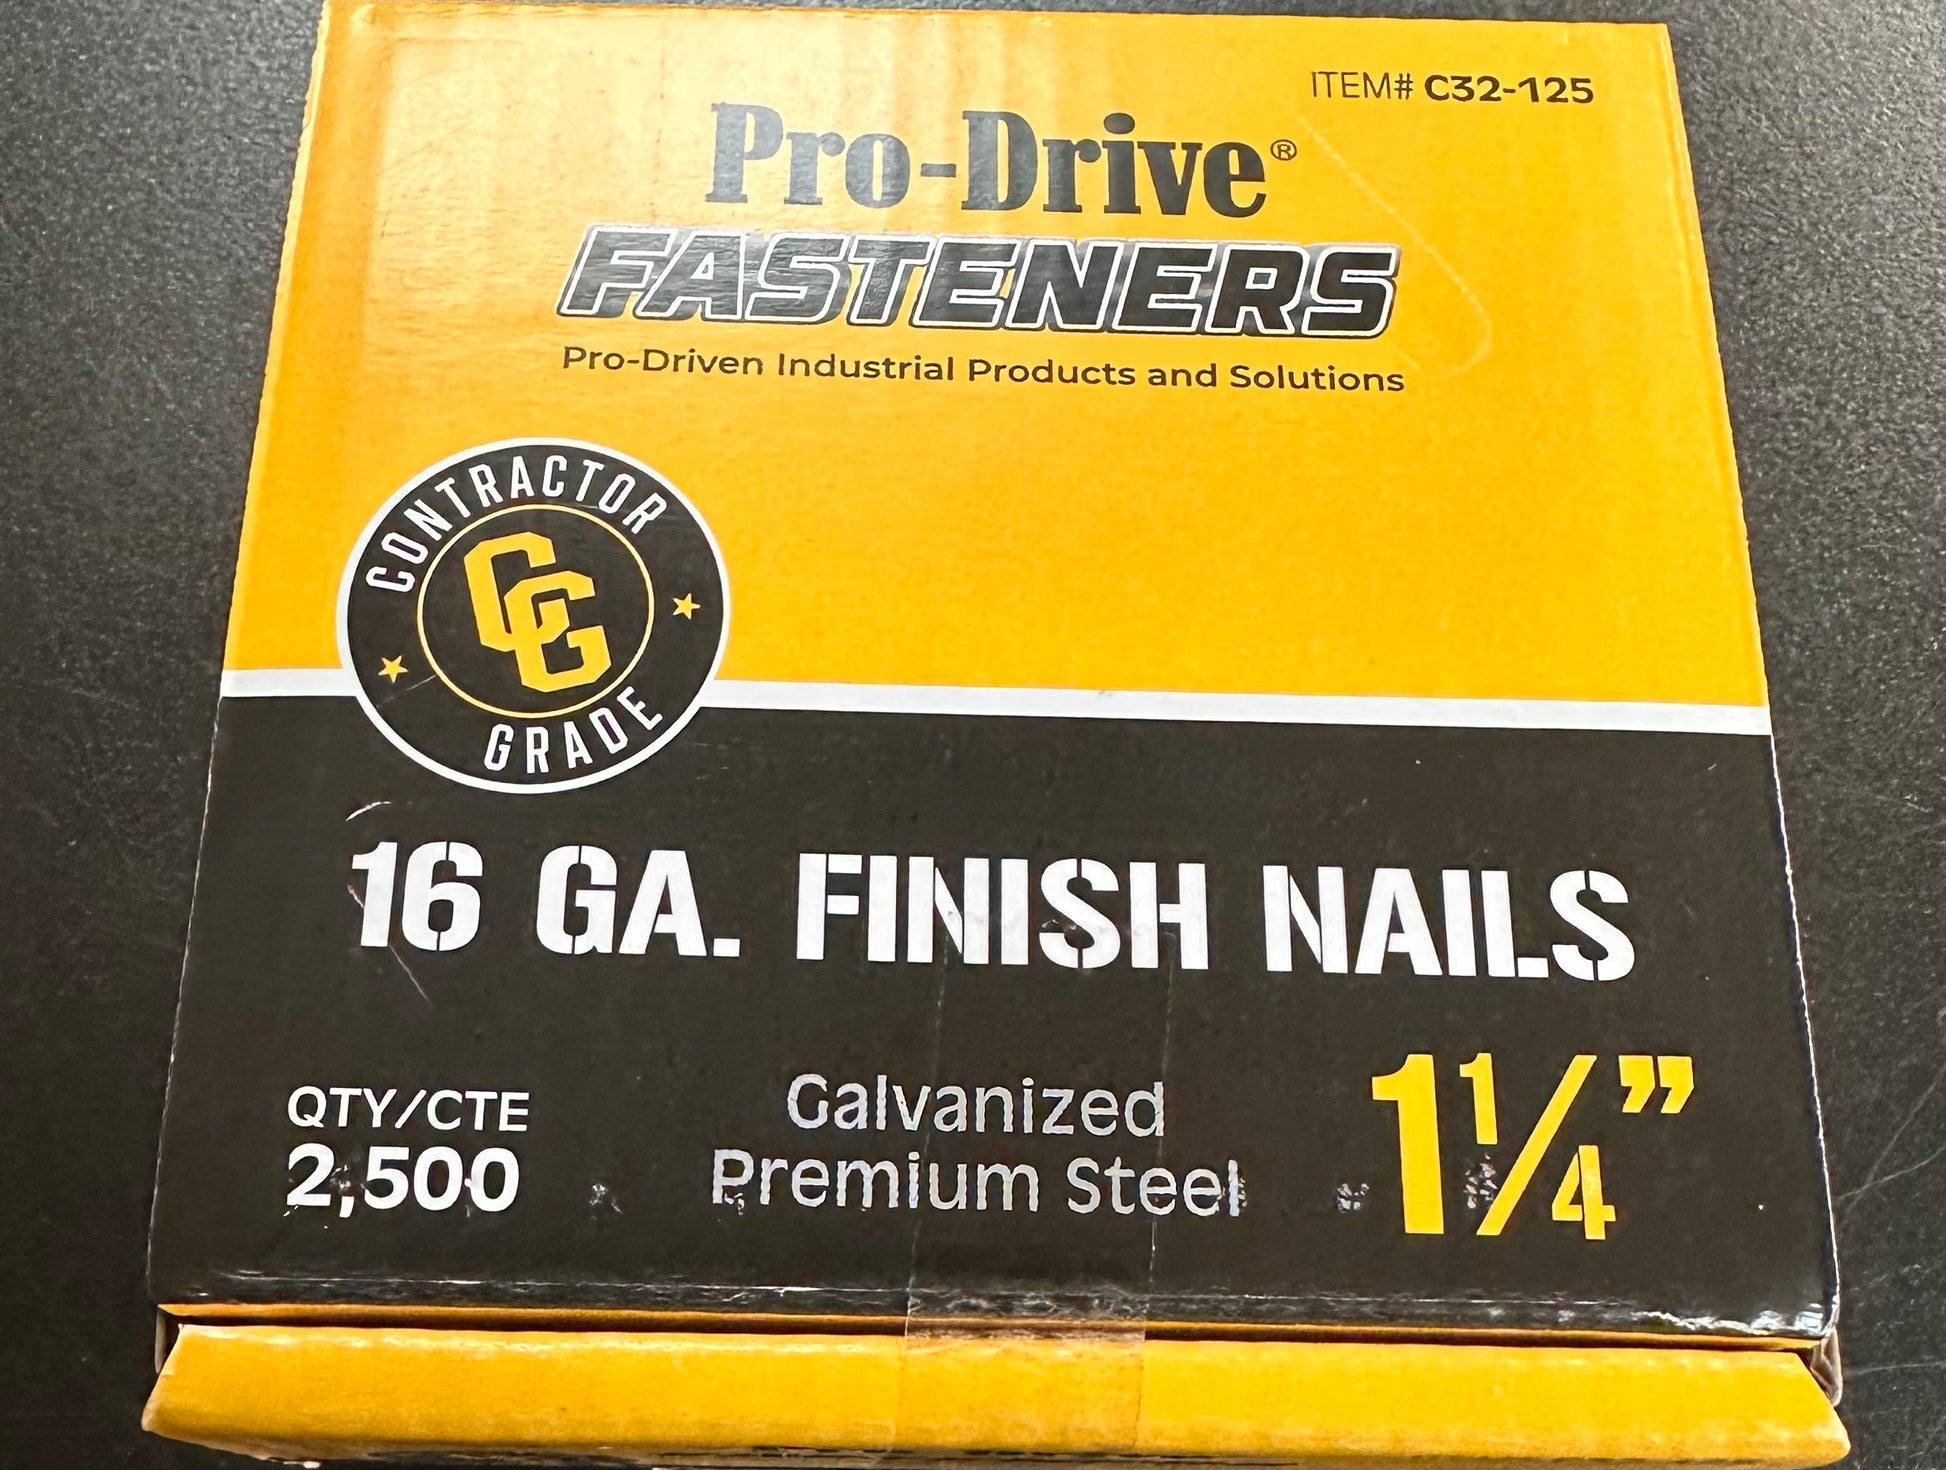 ITEM# C32-125
Pro-Drive®
FASTENERS
Pro-Driven Industrial Products and Solutions
CONTRACTOR
CG
GRADE
16 GA. FINISH NAILS
QTY/CTE
2,500
Galvanized
Premium Steel
1¼”